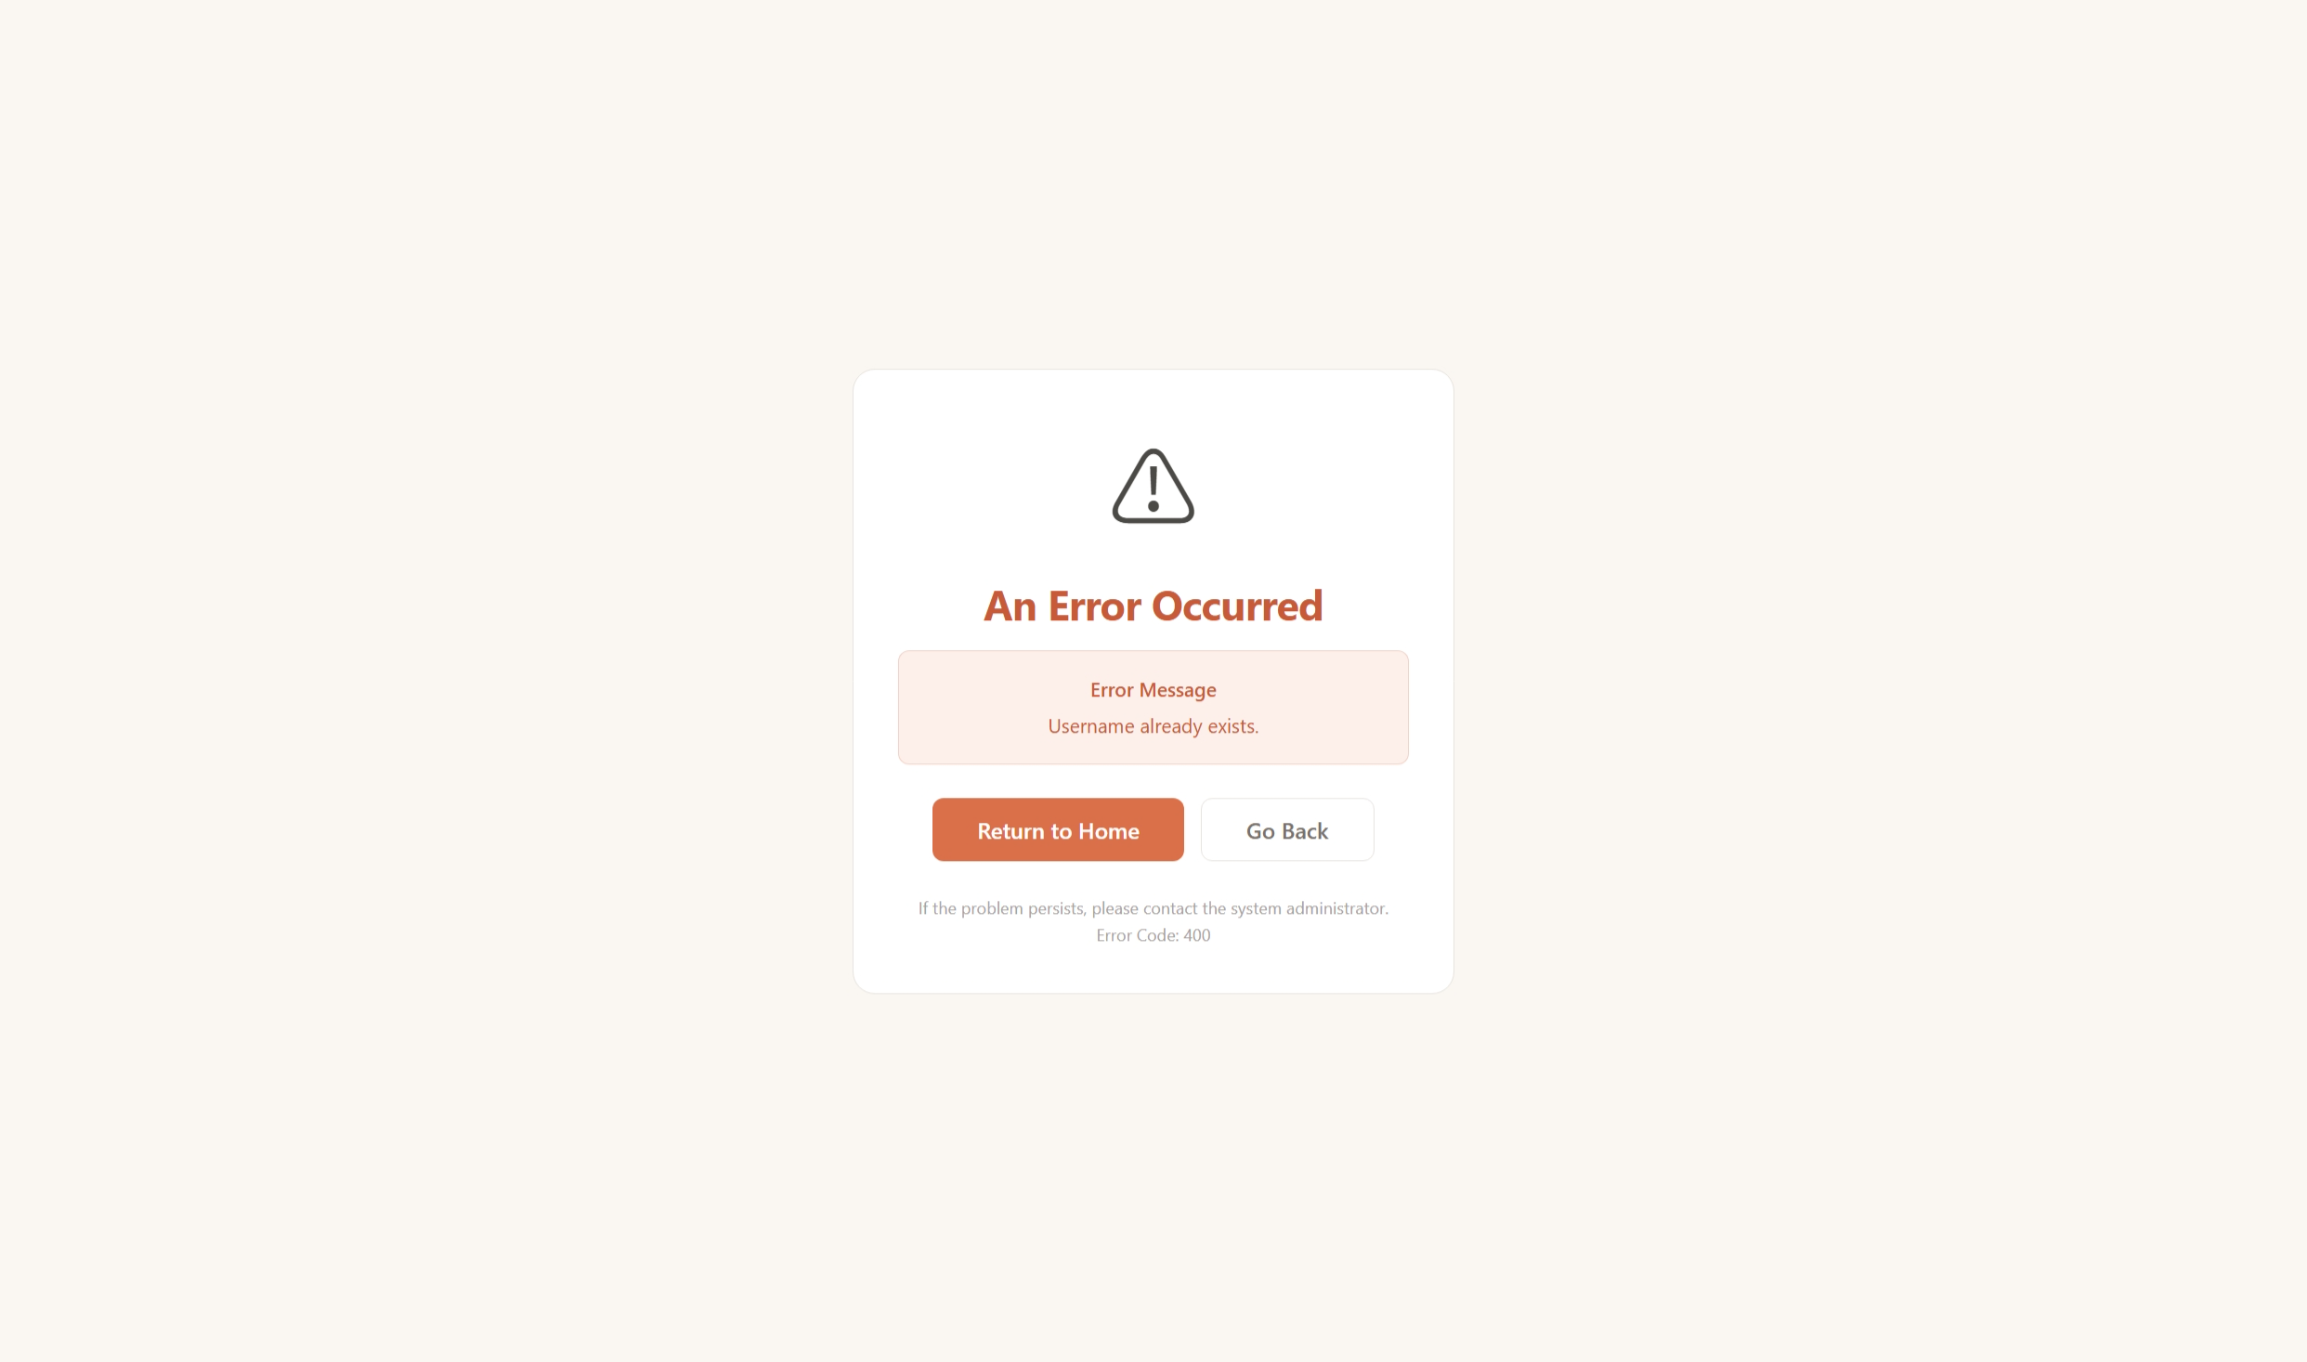 An Error Occurred
Error Message
Username already exists.
Return to Home
Go Back
If the problem persists, please contact the system administrator.
Error Code: 400